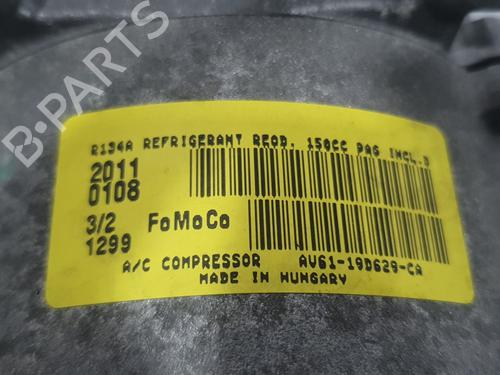 B-PARTS
R134A REFRIGERANT REQD. 150CC PAG INCL.D
2011
0108
3/2 FoMoCo
1299
A/C COMPRESSOR AV61-19D629-CA
MADE IN HUNGARY